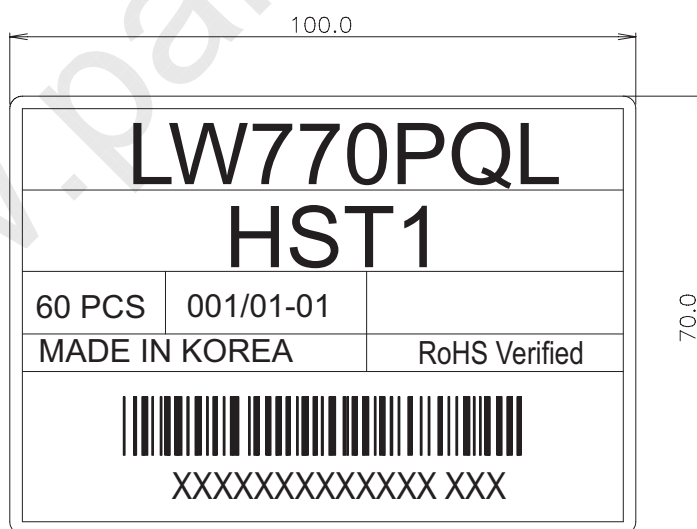 100.0
LW770PQL
HST1
60 PCS 001/01-01
MADE IN KOREA RoHS Verified
XXXXXXXXXXXXX XXX
70.0